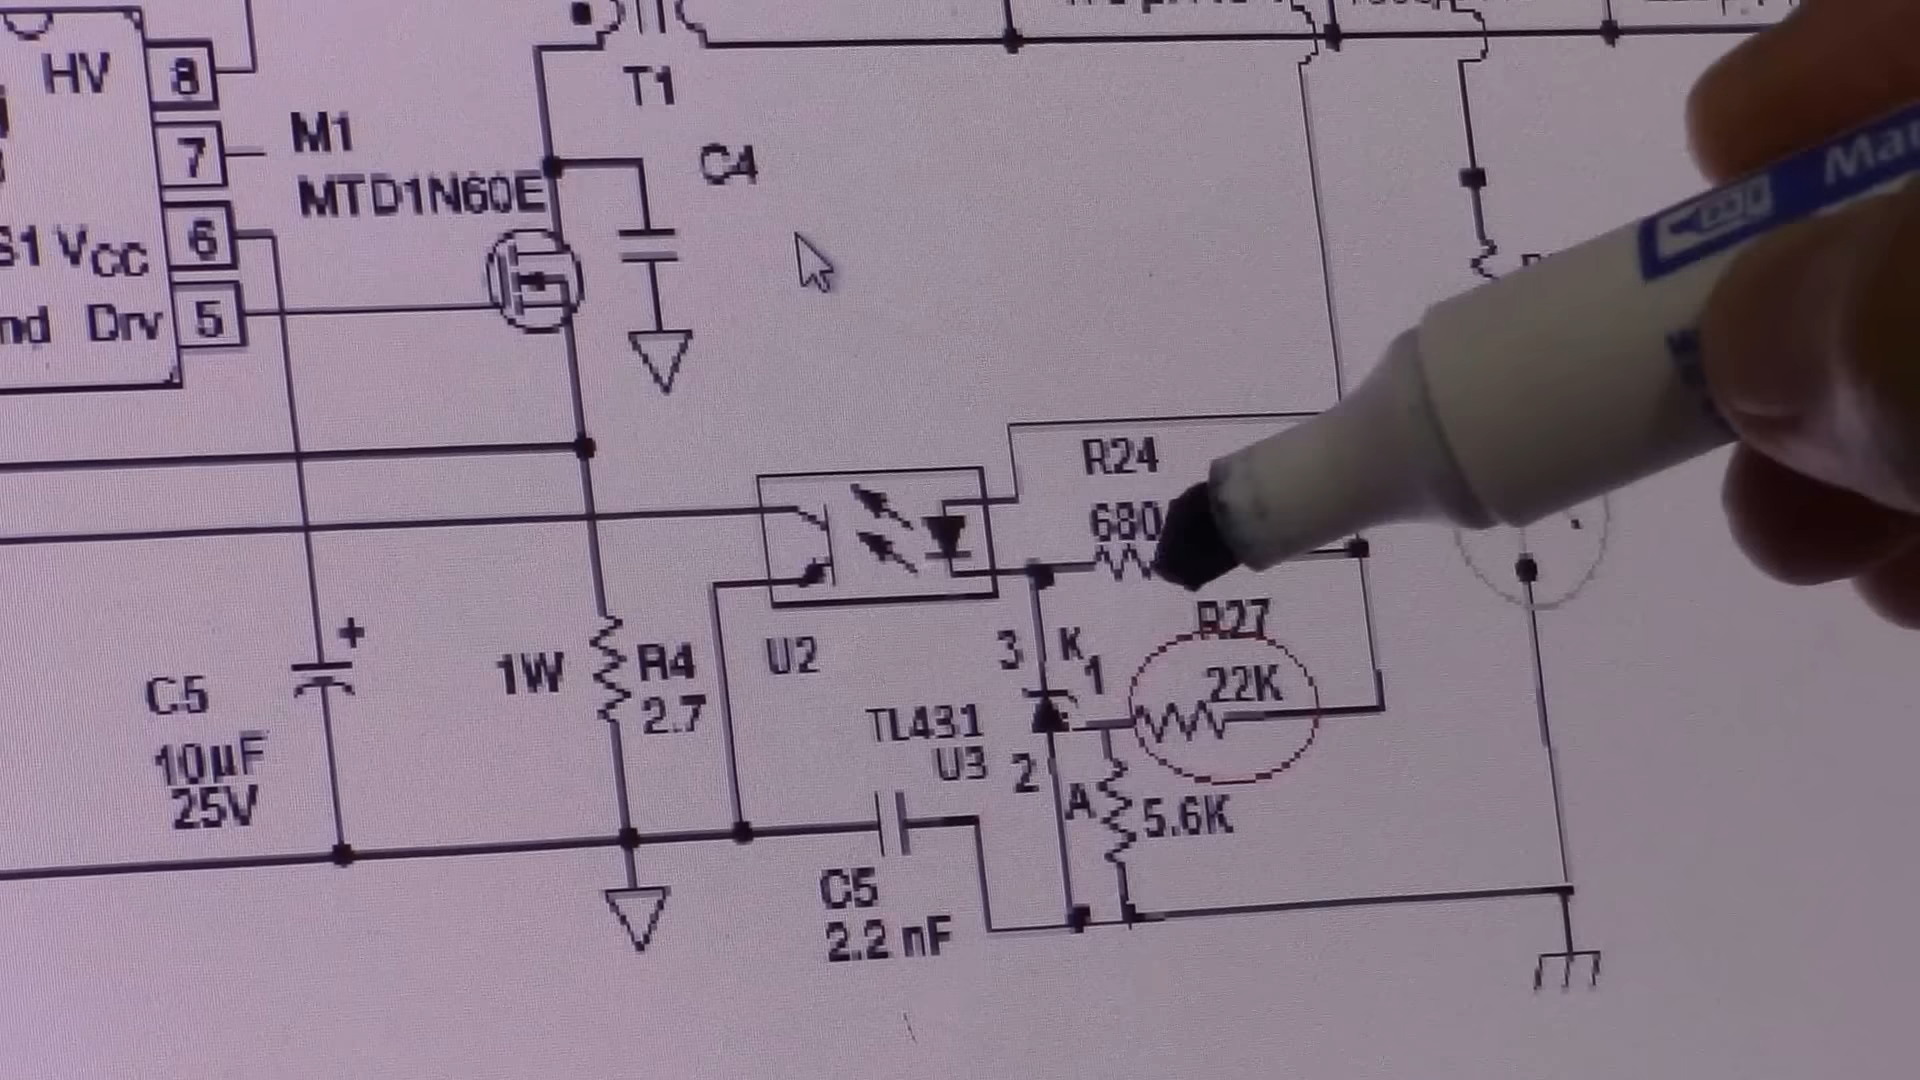 HV
8
7
6
5
VCC
Drv
M1
MTD1N60E
T1
C4
R24
680
R27
22K
3
K
1
TL431
U3
2
A
5.6K
U2
1W
R4
2.7
+
C5
10µF
25V
C5
2.2 nF